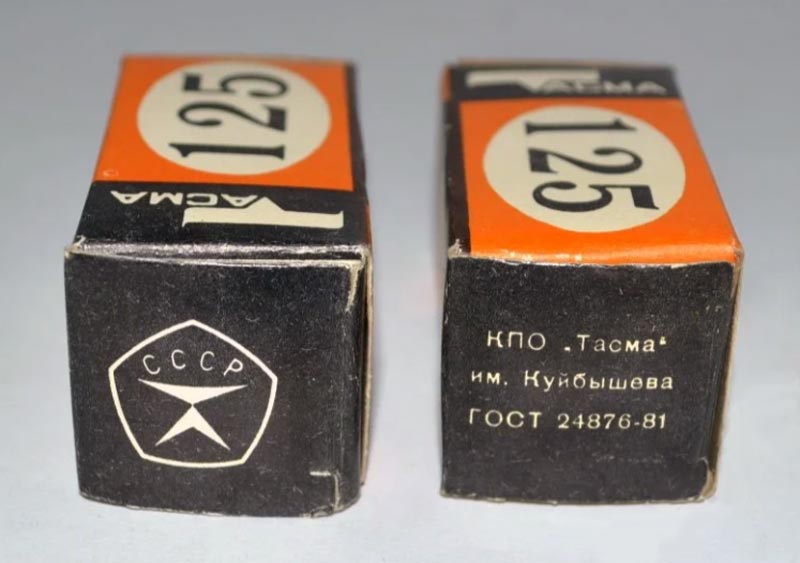 125
ТАСМА
СССР
ТАСМА
125
КПО „Тасма“
им. Куйбышева
ГОСТ 24876-81